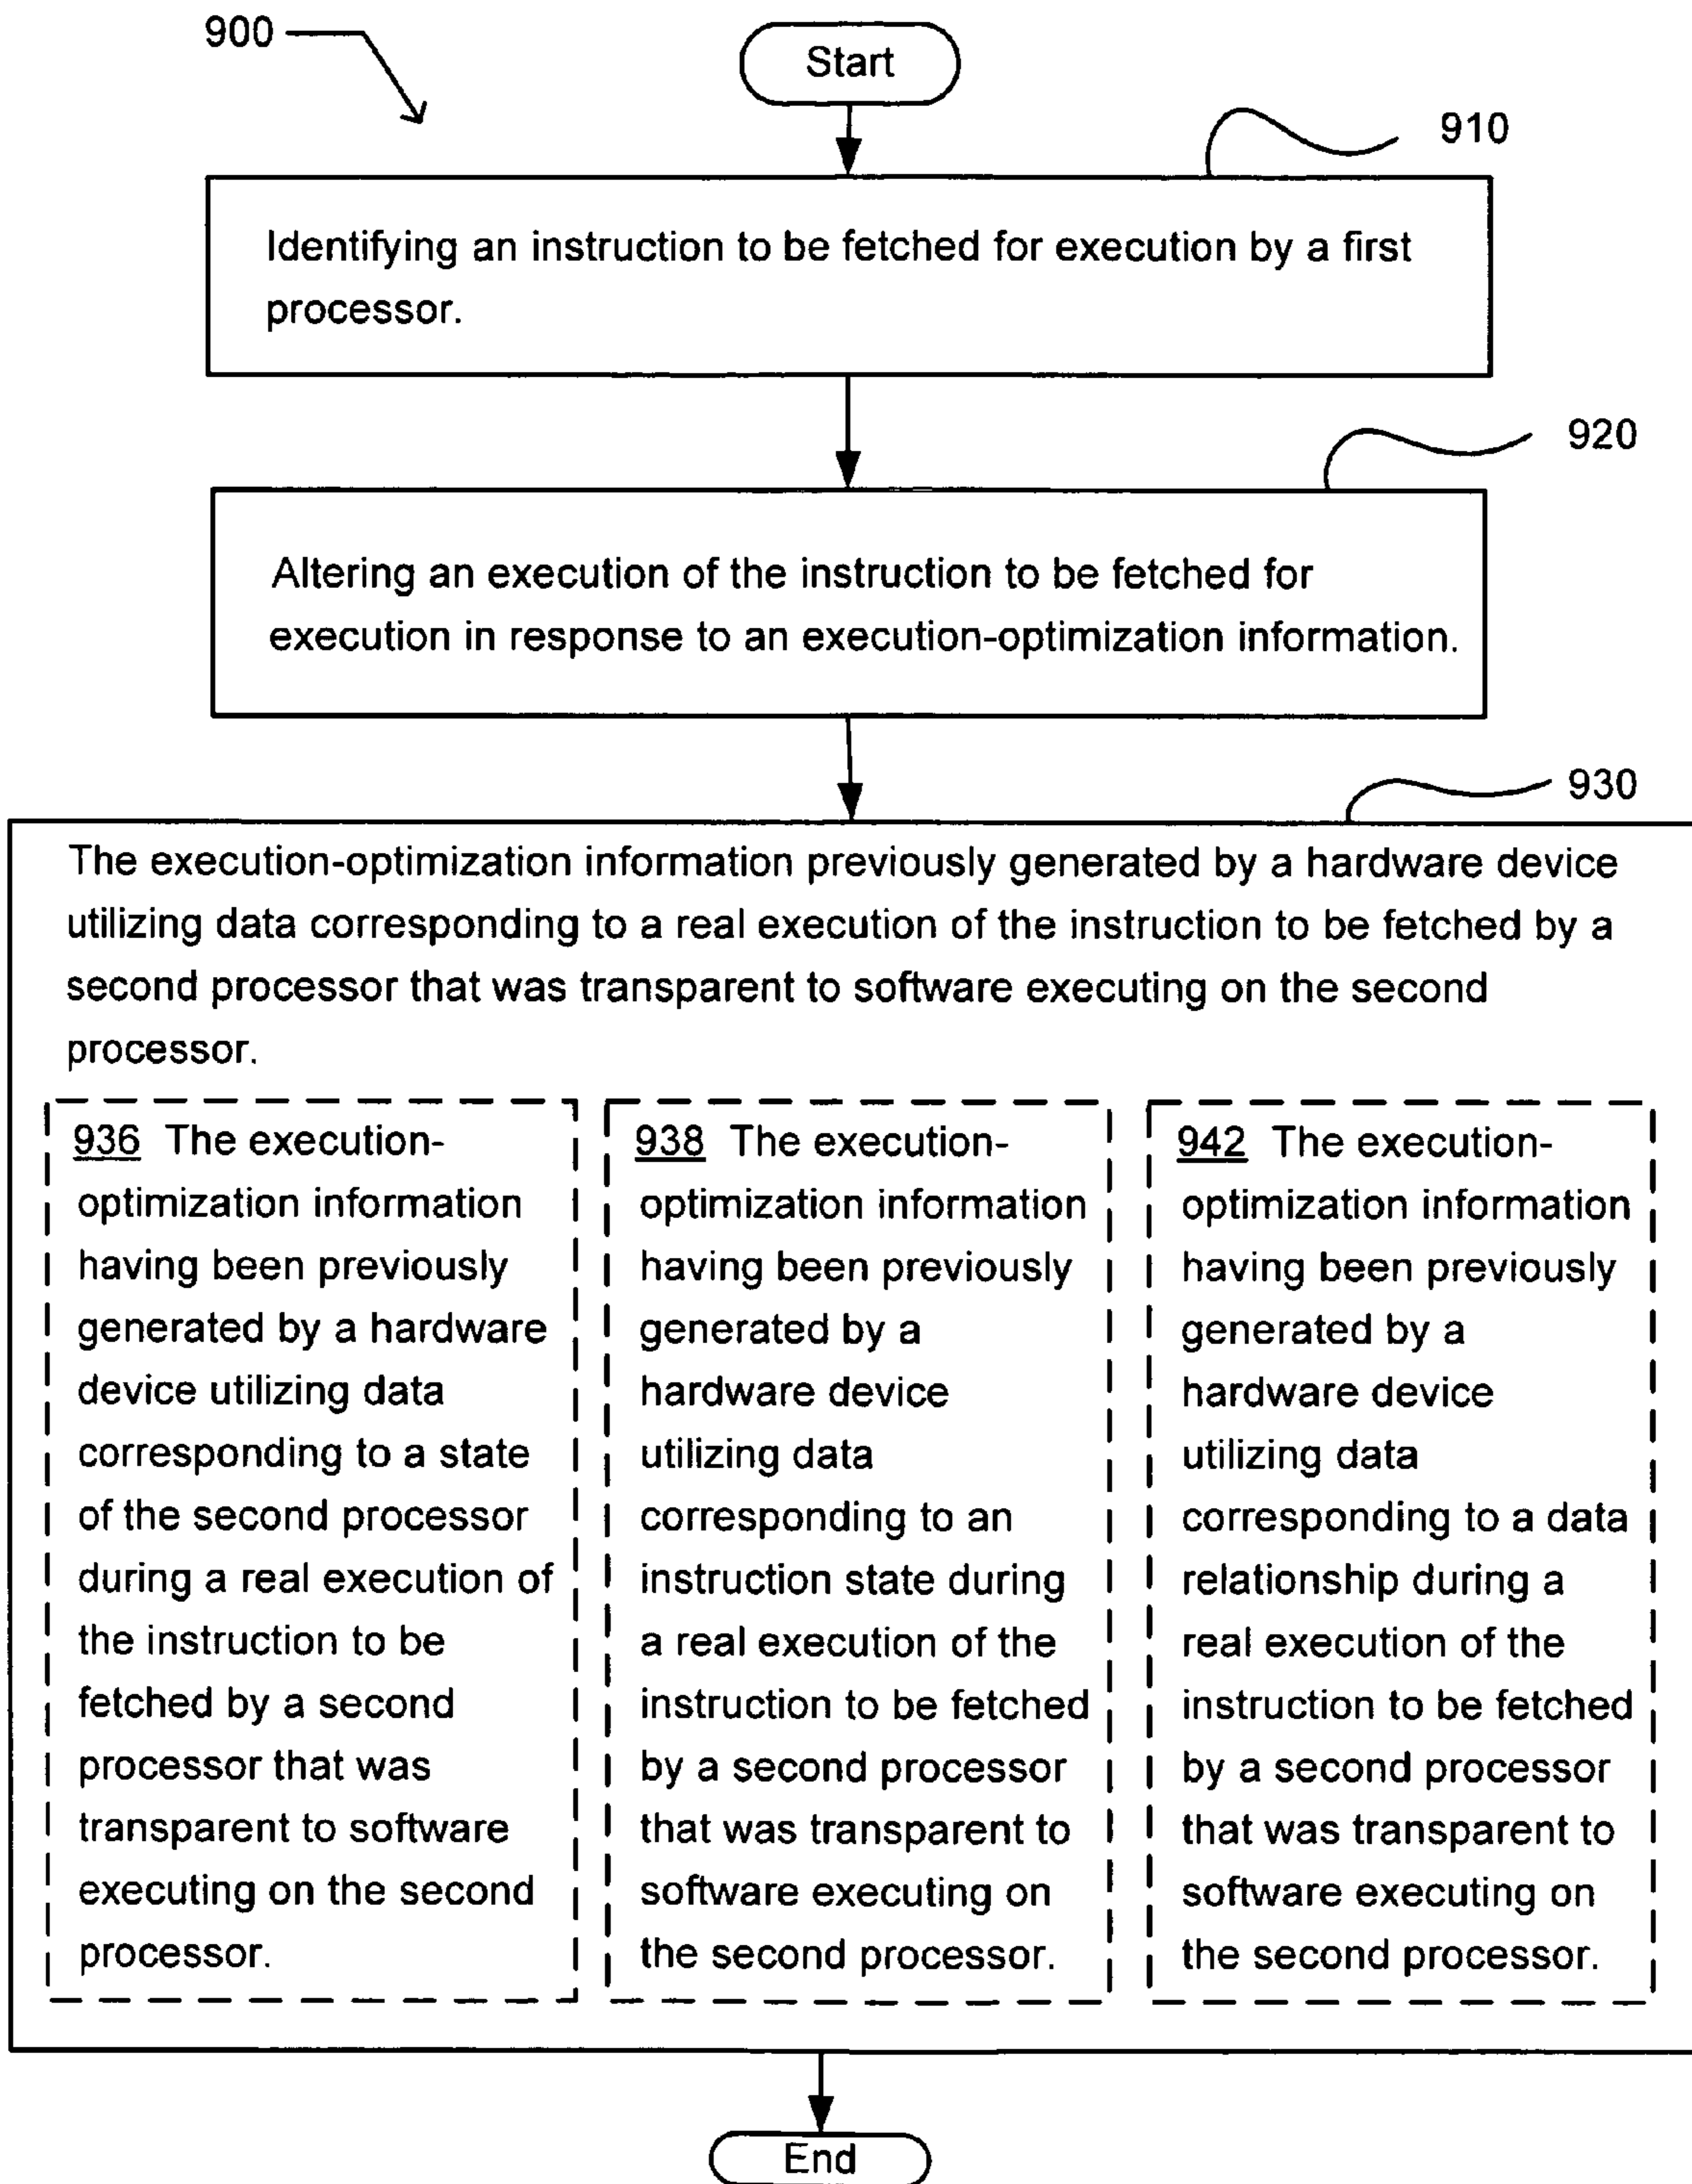 900
Start
910
Identifying an instruction to be fetched for execution by a first
processor.
920
Altering an execution of the instruction to be fetched for
execution in response to an execution-optimization information.
930
The execution-optimization information previously generated by a hardware device
utilizing data corresponding to a real execution of the instruction to be fetched by a
second processor that was transparent to software executing on the second
processor.
936 The execution-
optimization information
having been previously
generated by a hardware
device utilizing data
corresponding to a state
of the second processor
during a real execution of
the instruction to be
fetched by a second
processor that was
transparent to software
executing on the second
processor.
938 The execution-
optimization information
having been previously
generated by a
hardware device
utilizing data
corresponding to an
instruction state during
a real execution of the
instruction to be fetched
by a second processor
that was transparent to
software executing on
the second processor.
942 The execution-
optimization information
having been previously
generated by a
hardware device
utilizing data
corresponding to a data
relationship during a
real execution of the
instruction to be fetched
by a second processor
that was transparent to
software executing on
the second processor.
End